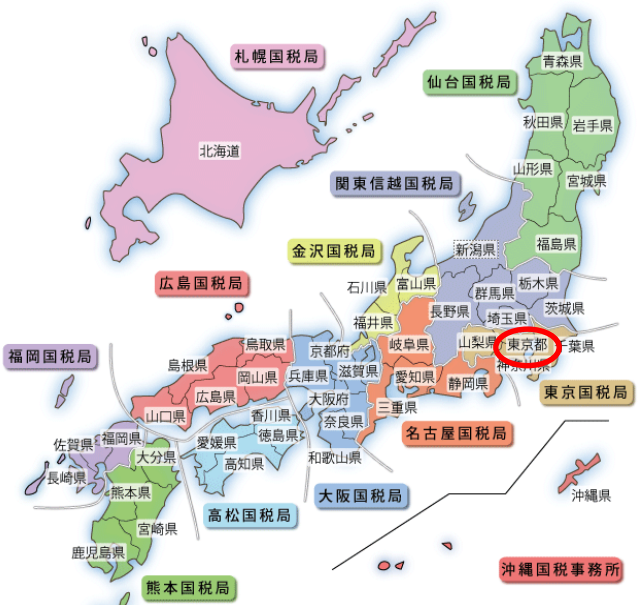 札幌国税局
青森県
仙台国税局
秋田県
岩手県
北海道
山形県
宮城県
関東信越国税局
福島県
新潟県
金沢国税局
石川県
富山県
栃木県
群馬県
広島国税局
茨城県
長野県
埼玉県
福井県
福岡国税局
鳥取県
京都府
岐阜県
山梨県
東京都
千葉県
島根県
岡山県
兵庫県
滋賀県
愛知県
静岡県
神奈川県
東京国税局
広島県
大阪府
山口県
香川県
奈良県
三重県
佐賀県
福岡県
愛媛県
徳島県
名古屋国税局
大分県
高知県
和歌山県
長崎県
熊本県
大阪国税局
沖縄県
高松国税局
宮崎県
鹿児島県
沖縄国税事務所
熊本国税局